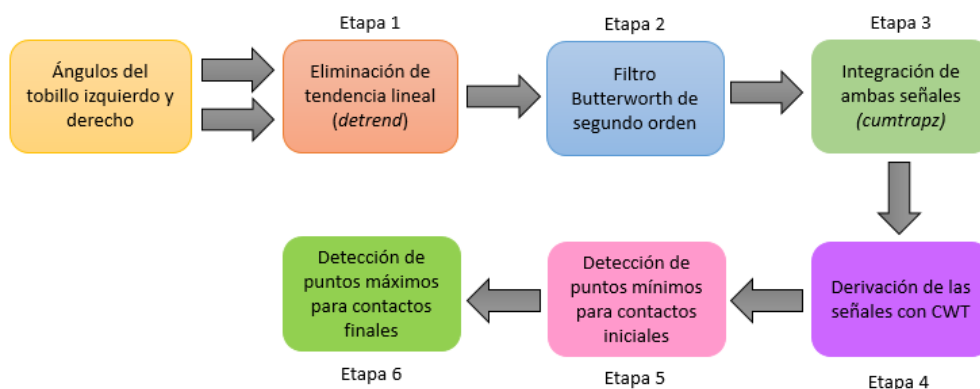 Etapa 1
Etapa 2
Etapa 3
Ángulos del
tobillo izquierdo y
derecho
Eliminación de
tendencia lineal
(detrend)
Filtro
Butterworth de
segundo orden
Integración de
ambas señales
(cumtrapz)
Derivación de las
señales con CWT
Etapa 4
Detección de
puntos mínimos
para contactos
iniciales
Etapa 5
Detección de
puntos máximos
para contactos
finales
Etapa 6